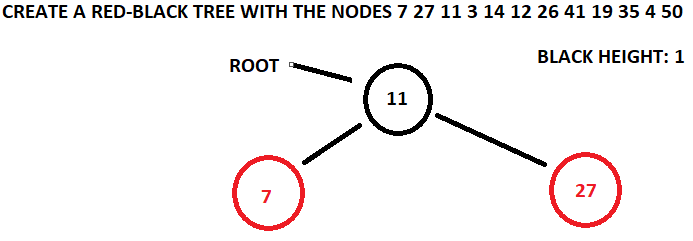 CREATE A RED-BLACK TREE WITH THE NODES 7 27 11 3 14 12 26 41 19 35 4 50
BLACK HEIGHT: 1
ROOT
11
7
27